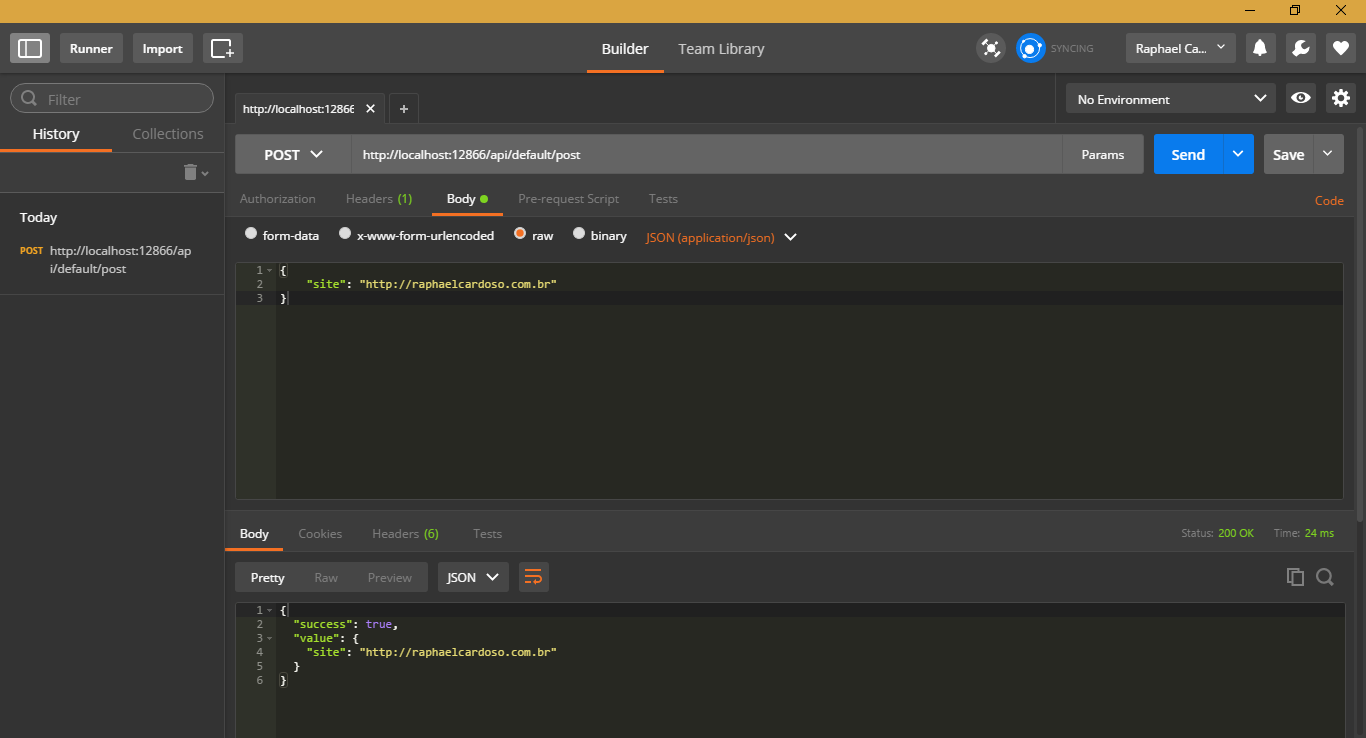 Runner
Import
Builder
Team Library
SYNCING
Raphael Ca...
Filter
History
Collections
Today
POST http://localhost:12866/ap
i/default/post
http://localhost:12866
No Environment
POST
http://localhost:12866/api/default/post
Params
Send
Save
Authorization
Headers (1)
Body
Pre-request Script
Tests
Code
form-data
x-www-form-urlencoded
raw
binary
JSON (application/json)
1 {
2 "site": "http://raphaelcardoso.com.br"
3 }
Body
Cookies
Headers (6)
Tests
Status: 200 OK
Time: 24 ms
Pretty
Raw
Preview
JSON
1 {
2 "success": true,
3 "value": {
4 "site": "http://raphaelcardoso.com.br"
5 }
6 }